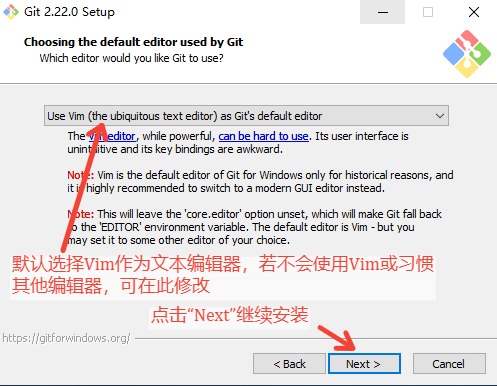 Git 2.22.0 Setup
Choosing the default editor used by Git
Which editor would you like Git to use?
Use Vim (the ubiquitous text editor) as Git's default editor
The Vim editor, while powerful, can be hard to use. Its user interface is
unintuitive and its key bindings are awkward.
Note: Vim is the default editor of Git for Windows only for historical reasons, and
it is highly recommended to switch to a modern GUI editor instead.
Note: This will leave the 'core.editor' option unset, which will make Git fall back
to the 'EDITOR' environment variable. The default editor is Vim - but you
may set it to some other editor of your choice.
默认选择Vim作为文本编辑器，若不会使用Vim或习惯
其他编辑器，可在此修改
点击“Next”继续安装
https://gitforwindows.org/
< Back
Next >
Cancel